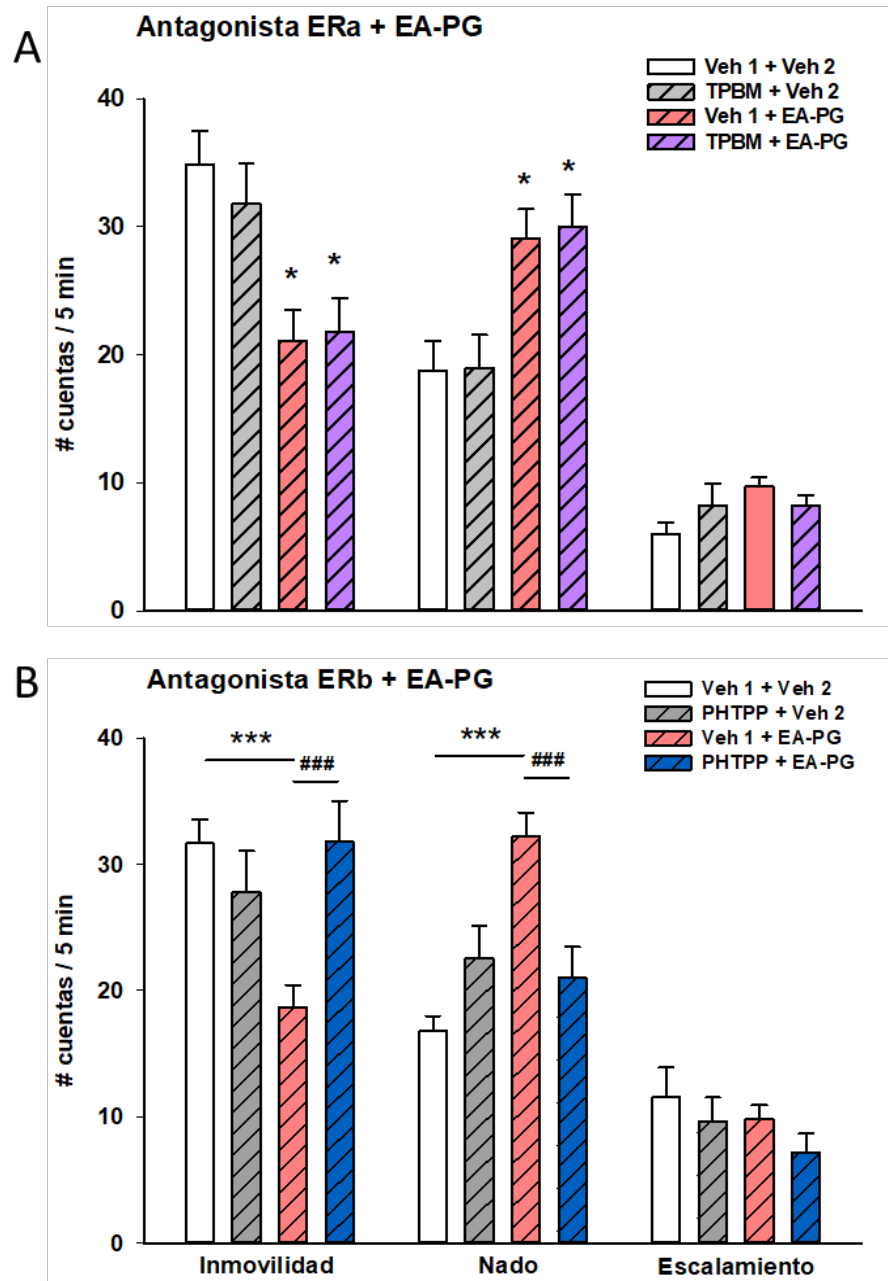 A
Antagonista ERa + EA-PG
Veh 1 + Veh 2
TPBM + Veh 2
Veh 1 + EA-PG
TPBM + EA-PG
# cuentas / 5 min
40
30
20
10
0
*
*
*
*
B
Antagonista ERb + EA-PG
Veh 1 + Veh 2
PHTPP + Veh 2
Veh 1 + EA-PG
PHTPP + EA-PG
# cuentas / 5 min
40
30
20
10
0
***
###
***
###
Inmovilidad
Nado
Escalamiento